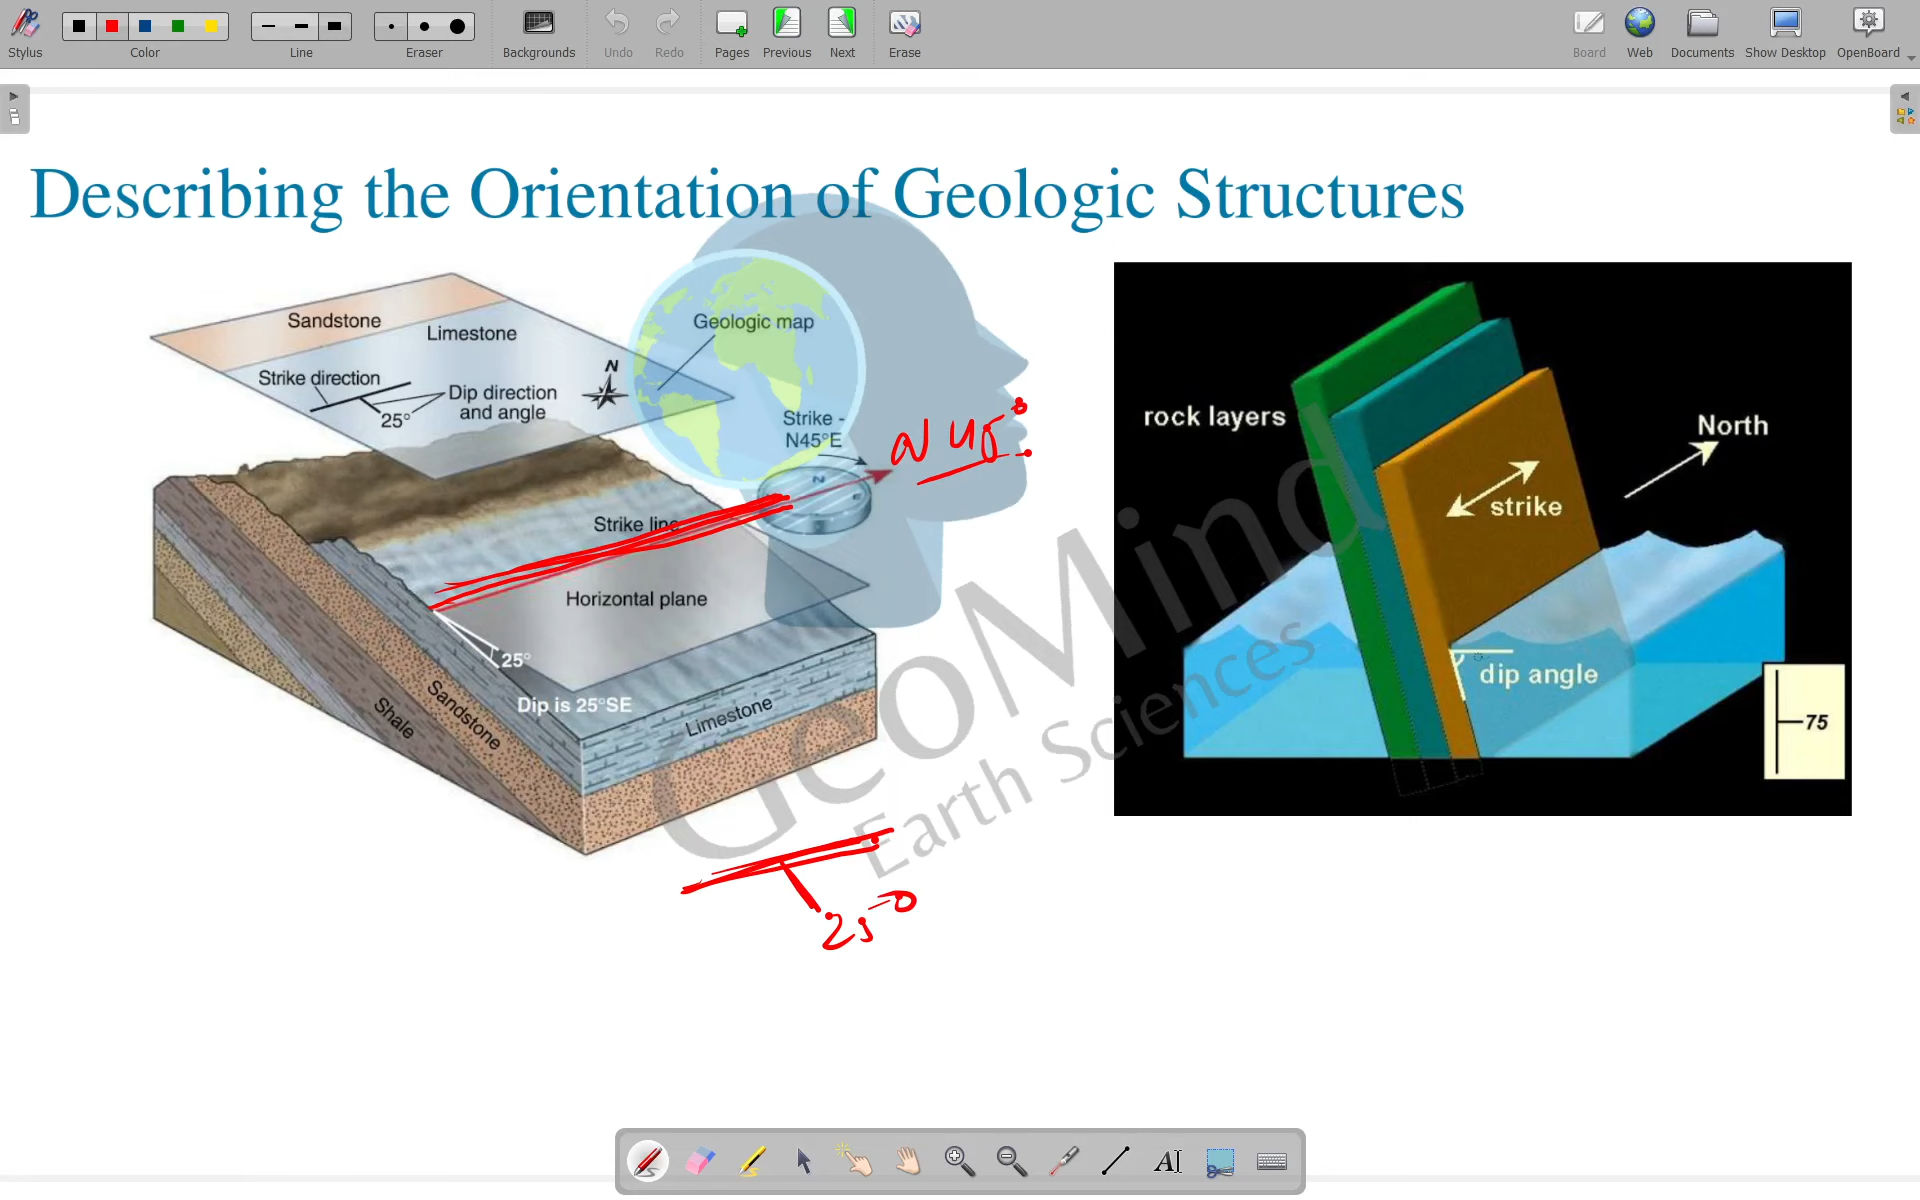 Stylus
Color
Line
Eraser
Backgrounds
Undo
Redo
Pages
Previous
Next
Erase
Board
Web
Documents
Show Desktop
OpenBoard
Describing the Orientation of Geologic Structures
Sandstone
Limestone
Geologic map
Strike direction
Dip direction
and angle
25°
N
Strike -
N45°E
N 45°
Strike line
Horizontal plane
25°
Dip is 25°SE
Sandstone
Shale
Limestone
25°
rock layers
North
strike
dip angle
75
GeoMind
Earth Sciences
AI